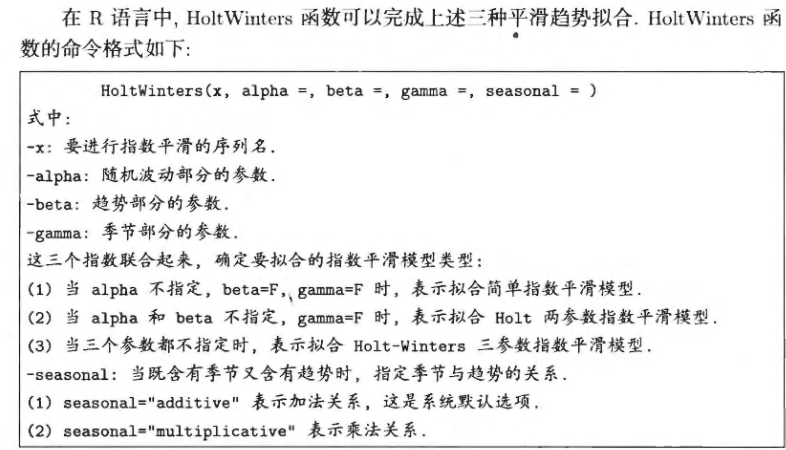 在 R 语言中, HoltWinters 函数可以完成上述三种平滑趋势拟合. HoltWinters 函
数的命令格式如下:
HoltWinters(x, alpha =, beta =, gamma =, seasonal = )
式中:
-x: 要进行指数平滑的序列名.
-alpha: 随机波动部分的参数.
-beta: 趋势部分的参数.
-gamma: 季节部分的参数.
这三个指数联合起来, 确定要拟合的指数平滑模型类型:
(1) 当 alpha 不指定, beta=F, gamma=F 时, 表示拟合简单指数平滑模型.
(2) 当 alpha 和 beta 不指定, gamma=F 时, 表示拟合 Holt 两参数指数平滑模型.
(3) 当三个参数都不指定时, 表示拟合 Holt-Winters 三参数指数平滑模型.
-seasonal: 当既含有季节又含有趋势时, 指定季节与趋势的关系.
(1) seasonal="additive" 表示加法关系, 这是系统默认选项.
(2) seasonal="multiplicative" 表示乘法关系.